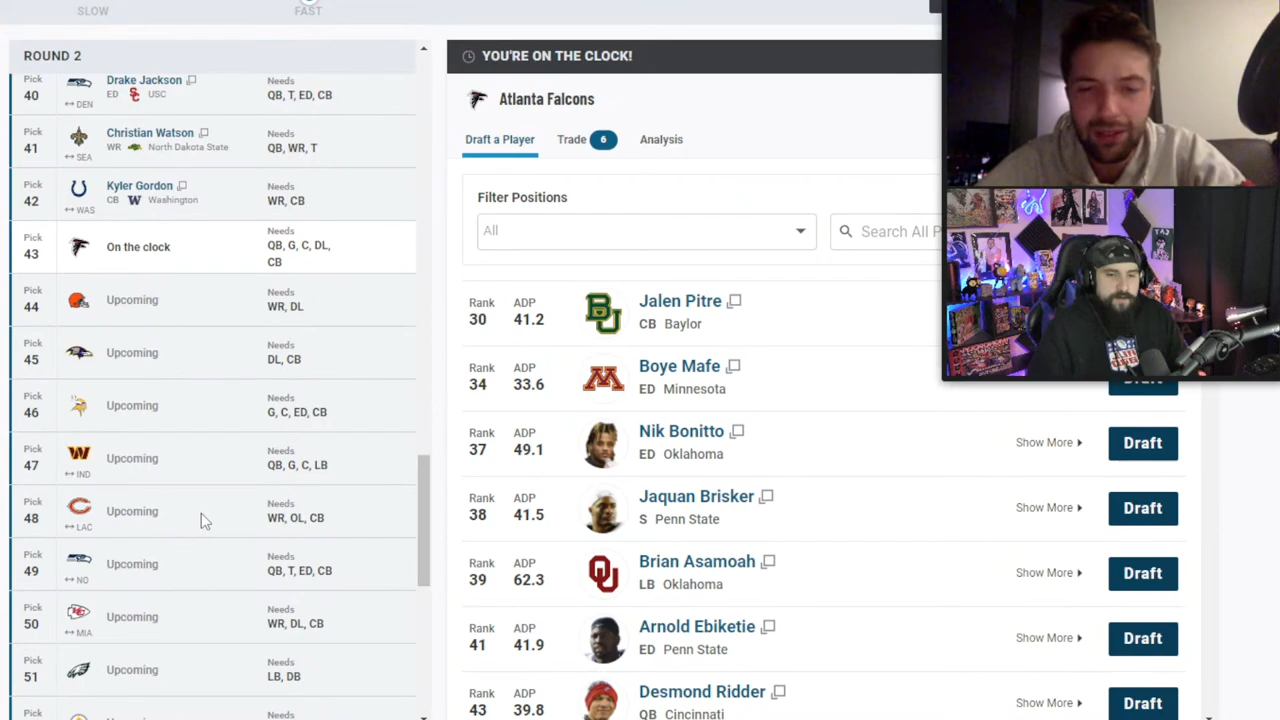 SLOW
FAST
ROUND 2
Pick
40
DEN
Drake Jackson
ED
USC
Needs
QB, T, ED, CB
Pick
41
SEA
Christian Watson
WR
North Dakota State
Needs
QB, WR, T
Pick
42
WAS
Kyler Gordon
CB
W
Washington
Needs
WR, CB
Pick
43
On the clock
Needs
QB, G, C, DL,
CB
Pick
44
Upcoming
Needs
WR, DL
Pick
45
Upcoming
Needs
DL, CB
Pick
46
Upcoming
Needs
G, C, ED, CB
Pick
47
IND
Upcoming
Needs
QB, G, C, LB
Pick
48
LAC
Upcoming
Needs
WR, OL, CB
Pick
49
NO
Upcoming
Needs
QB, T, ED, CB
Pick
50
MIA
Upcoming
Needs
WR, DL, CB
Pick
51
Upcoming
Needs
LB, DB
Pick
Needs
YOU'RE ON THE CLOCK!
Atlanta Falcons
Draft a Player
Trade 6
Analysis
Filter Positions
All
Search All P
Rank
30
ADP
41.2
Jalen Pitre
CB Baylor
Rank
34
ADP
33.6
Boye Mafe
ED Minnesota
Rank
37
ADP
49.1
Nik Bonitto
ED Oklahoma
Show More
Draft
Rank
38
ADP
41.5
Jaquan Brisker
S Penn State
Show More
Draft
Rank
39
ADP
62.3
Brian Asamoah
LB Oklahoma
Show More
Draft
Rank
41
ADP
41.9
Arnold Ebiketie
ED Penn State
Show More
Draft
Rank
43
ADP
39.8
Desmond Ridder
QB Cincinnati
Show More
Draft
TAJ